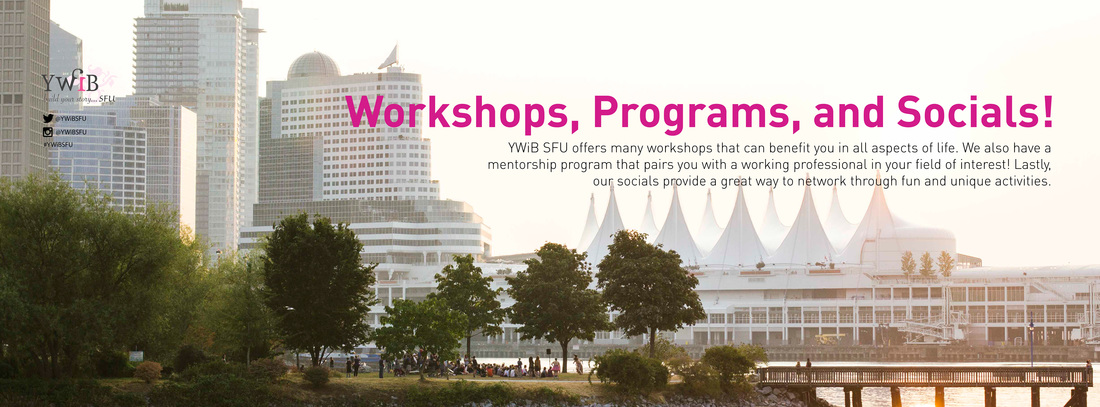 YWiB
build your story... SFU
@YWiBSFU
@YWiBSFU
#YWiBSFU
Workshops, Programs, and Socials!
YWiB SFU offers many workshops that can benefit you in all aspects of life. We also have a
mentorship program that pairs you with a working professional in your field of interest! Lastly,
our socials provide a great way to network through fun and unique activities.